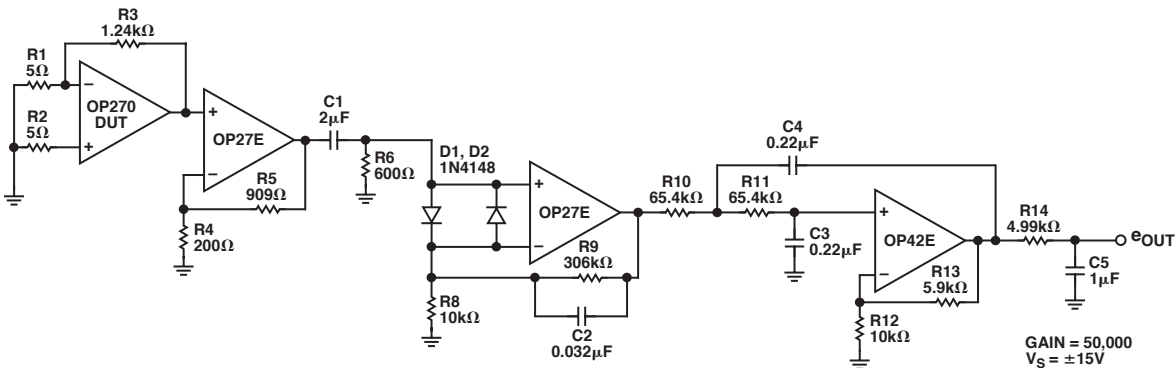 R3
1.24kΩ
R1
5Ω
R2
5Ω
−
+
OP270
DUT
+
−
OP27E
R5
909Ω
R4
200Ω
C1
2μF
R6
600Ω
D1, D2
1N4148
+
−
OP27E
R9
306kΩ
R8
10kΩ
C2
0.032μF
R10
65.4kΩ
R11
65.4kΩ
C4
0.22μF
C3
0.22μF
+
−
OP42E
R13
5.9kΩ
R12
10kΩ
R14
4.99kΩ
eOUT
C5
1μF
GAIN = 50,000
VS = ±15V